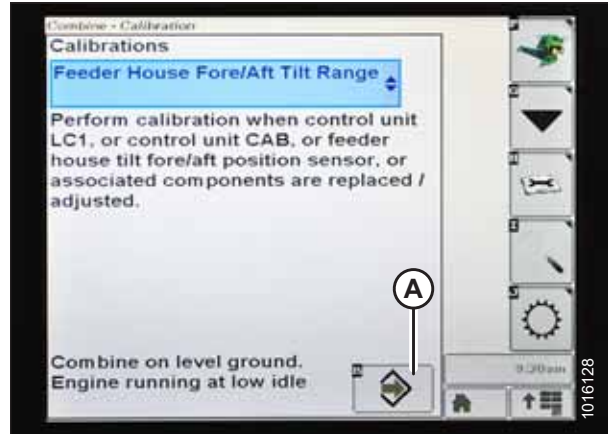 Combine - Calibration
Calibrations
Feeder House Fore/Aft Tilt Range
Perform calibration when control unit
LC1, or control unit CAB, or feeder
house tilt fore/aft position sensor, or
associated components are replaced /
adjusted.
A
Combine on level ground.
Engine running at low idle
9:20am
1016128